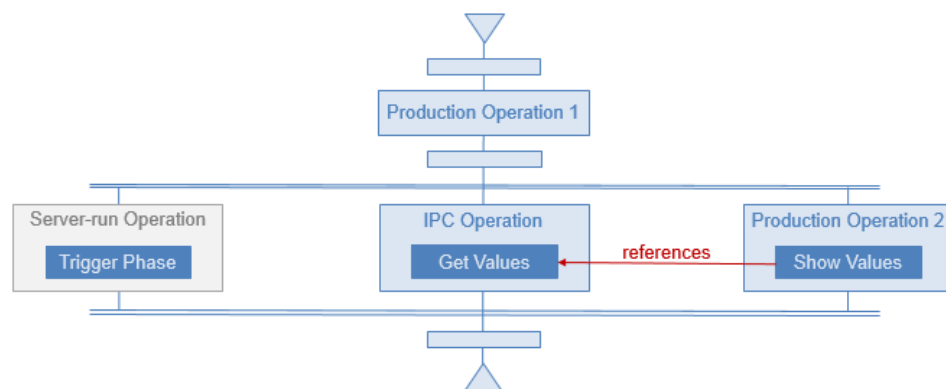 Production Operation 1
Server-run Operation
IPC Operation
Production Operation 2
Trigger Phase
Get Values
references
Show Values